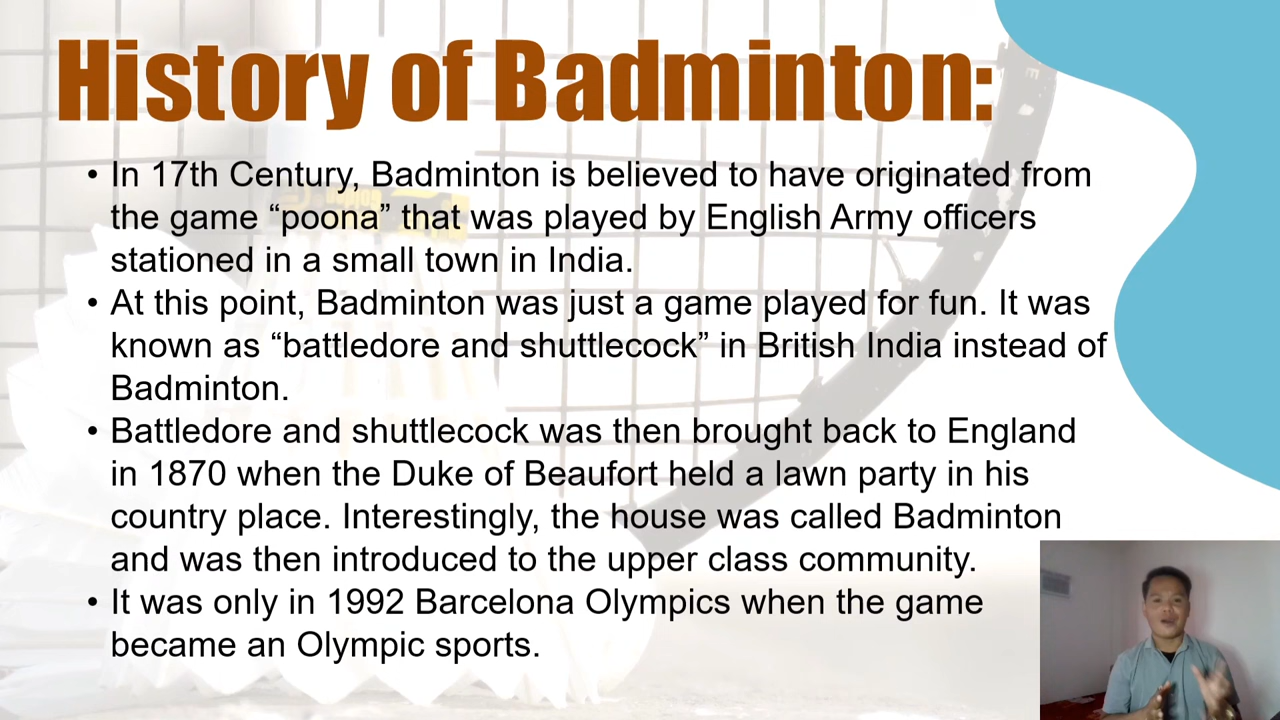 History of Badminton:
• In 17th Century, Badminton is believed to have originated from
the game “poona” that was played by English Army officers
stationed in a small town in India.
• At this point, Badminton was just a game played for fun. It was
known as “battledore and shuttlecock” in British India instead of
Badminton.
• Battledore and shuttlecock was then brought back to England
in 1870 when the Duke of Beaufort held a lawn party in his
country place. Interestingly, the house was called Badminton
and was then introduced to the upper class community.
• It was only in 1992 Barcelona Olympics when the game
became an Olympic sports.